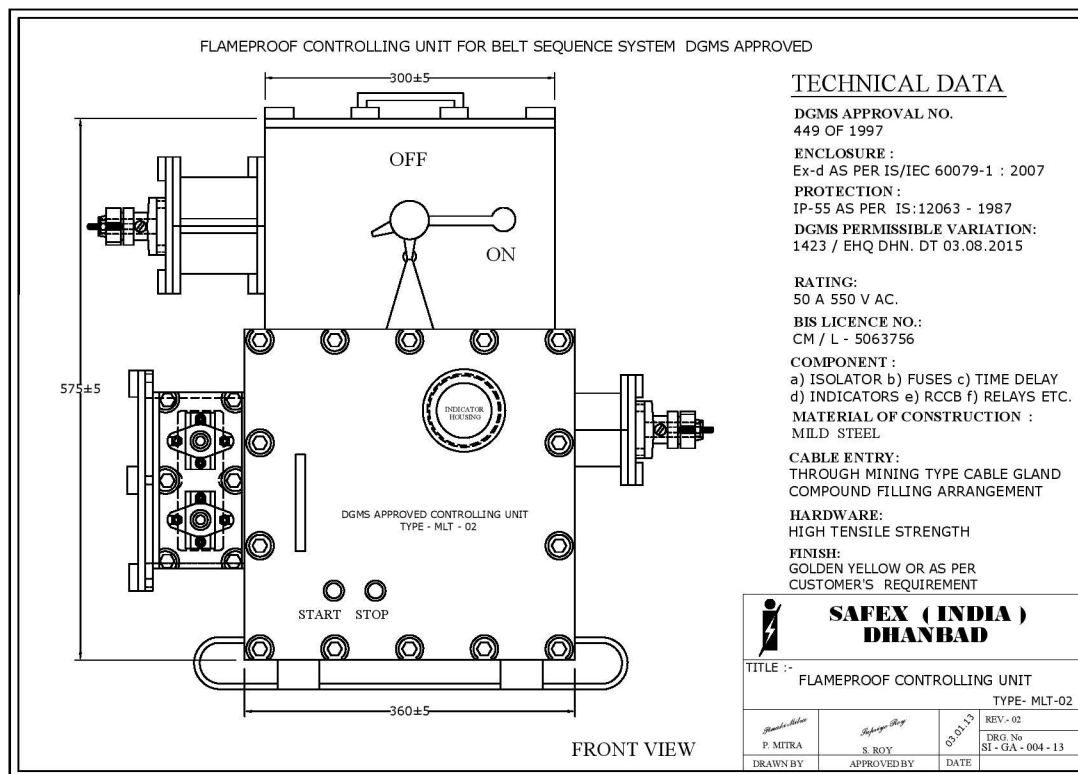 FLAMEPROOF CONTROLLING UNIT FOR BELT SEQUENCE SYSTEM DGMS APPROVED
300±5
OFF
ON
575±5
INDICATOR
HOUSING
DGMS APPROVED CONTROLLING UNIT
TYPE - MLT - 02
START STOP
360±5
FRONT VIEW
TECHNICAL DATA
DGMS APPROVAL NO.
449 OF 1997
ENCLOSURE :
Ex-d AS PER IS/IEC 60079-1 : 2007
PROTECTION :
IP-55 AS PER IS:12063 - 1987
DGMS PERMISSIBLE VARIATION:
1423 / EHQ DHN. DT 03.08.2015
RATING:
50 A 550 V AC.
BIS LICENCE NO.:
CM / L - 5063756
COMPONENT :
a) ISOLATOR b) FUSES c) TIME DELAY
d) INDICATORS e) RCCB f) RELAYS ETC.
MATERIAL OF CONSTRUCTION :
MILD STEEL
CABLE ENTRY:
THROUGH MINING TYPE CABLE GLAND
COMPOUND FILLING ARRANGEMENT
HARDWARE:
HIGH TENSILE STRENGTH
FINISH:
GOLDEN YELLOW OR AS PER
CUSTOMER'S REQUIREMENT
SAFEX ( INDIA )
DHANBAD
TITLE :-
FLAMEPROOF CONTROLLING UNIT
TYPE- MLT-02
Supriyo Roy
P. MITRA
S. ROY
03.01.13
REV.- 02
DRG. No
SI - GA - 004 - 13
DRAWN BY
APPROVED BY
DATE